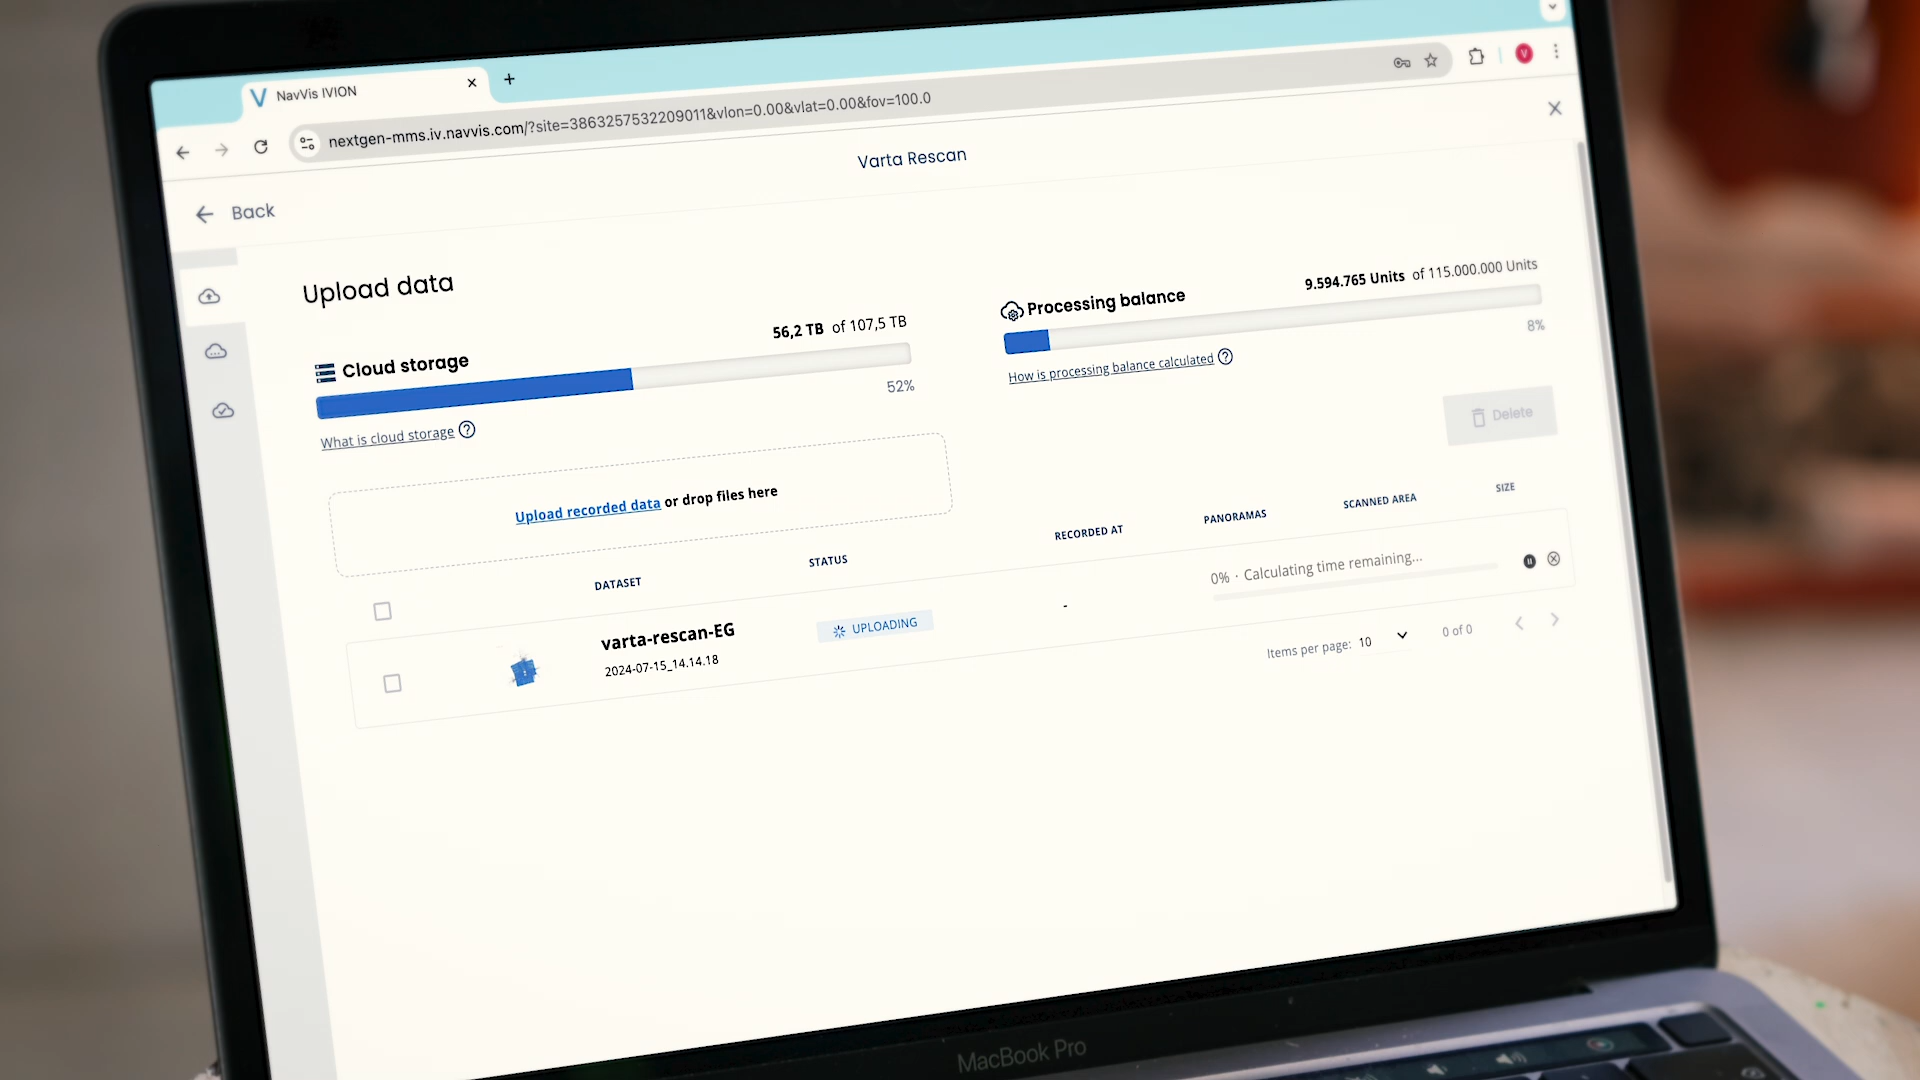 NavVis IVION
nextgen-mms.iv.navvis.com/?site=3863257532209011&vlon=0.00&vlat=0.00&fov=100.0
V
Varta Rescan
Back
Upload data
Cloud storage
56,2 TB of 107,5 TB
52%
What is cloud storage ?
Processing balance
9.594.765 Units of 115.000.000 Units
8%
How is processing balance calculated ?
Delete
Upload recorded data or drop files here
DATASET STATUS RECORDED AT PANORAMAS SCANNED AREA SIZE
varta-rescan-EG
2024-07-15_14.14.18
UPLOADING
-
0% · Calculating time remaining...
Items per page: 10
0 of 0
MacBook Pro